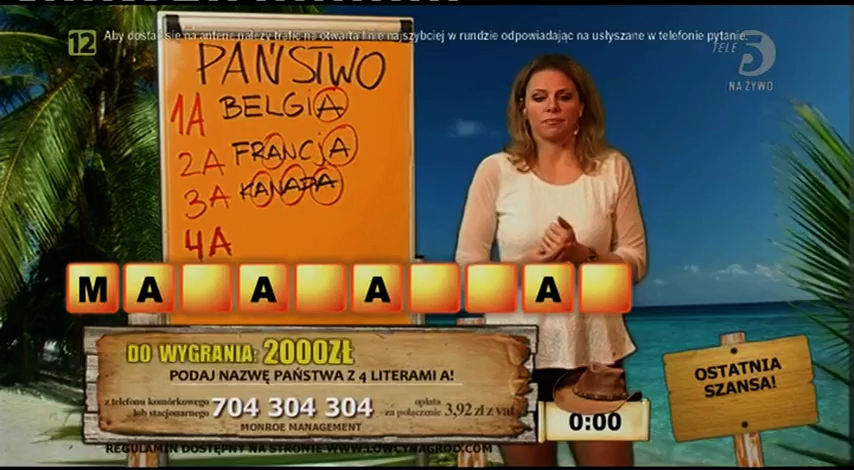 12
Aby dostać się na antenę należy trafić na otwartą linię najszybciej w rundzie odpowiadając na usłyszane w telefonie pytanie.
TELE 5
NA ŻYWO
PAŃSTWO
1A BELGIA
2A FRANCJA
3A KANADA
4A
M A A A A
DO WYGRANIA: 2000ZŁ
PODAJ NAZWĘ PAŃSTWA Z 4 LITERAMI A!
z telefonu komórkowego lub stacjonarnego 704 304 304 opłata za połączenie 3,92 zł z vat
MONROE MANAGEMENT
0:00
OSTATNIA
SZANSA!
REGULAMIN DOSTĘPNY NA STRONIE WWW.LOWCYNAGROD.COM